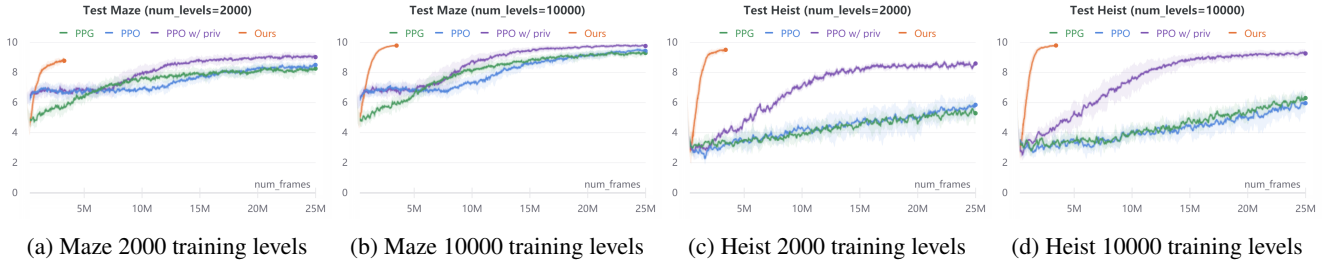 Test Maze (num_levels=2000)
PPG PPO PPO w/ priv Ours
10
8
6
4
2
0
num_frames
5M 10M 15M 20M 25M
(a) Maze 2000 training levels
Test Maze (num_levels=10000)
PPG PPO PPO w/ priv Ours
10
8
6
4
2
0
num_frames
5M 10M 15M 20M 25M
(b) Maze 10000 training levels
Test Heist (num_levels=2000)
PPG PPO PPO w/ priv Ours
10
8
6
4
2
0
num_frames
5M 10M 15M 20M 25M
(c) Heist 2000 training levels
Test Heist (num_levels=10000)
PPG PPO PPO w/ priv Ours
10
8
6
4
2
0
num_frames
5M 10M 15M 20M 25M
(d) Heist 10000 training levels